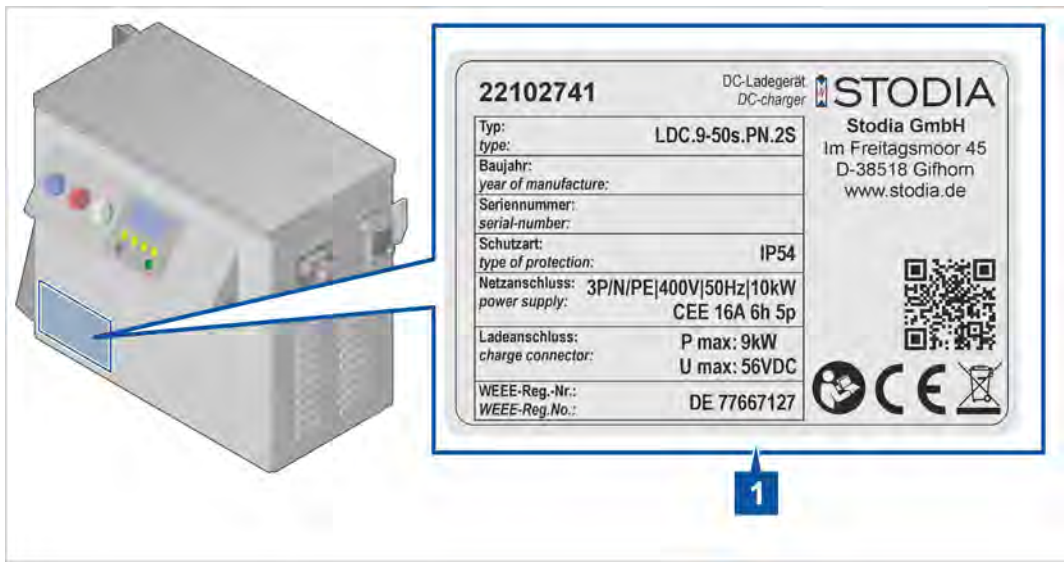 22102741
DC-Ladegerät
DC-charger
STODIA
Stodia GmbH
Im Freitagsmoor 45
D-38518 Gifhorn
www.stodia.de
Typ:
type:
LDC.9-50s.PN.2S
Baujahr:
year of manufacture:
Seriennummer:
serial-number:
Schutzart:
type of protection:
IP54
Netzanschluss:
power supply:
3P/N/PE|400V|50Hz|10kW
CEE 16A 6h 5p
Ladeanschluss:
charge connector:
P max: 9kW
U max: 56VDC
WEEE-Reg.-Nr.:
WEEE-Reg.No.:
DE 77667127
CE
1